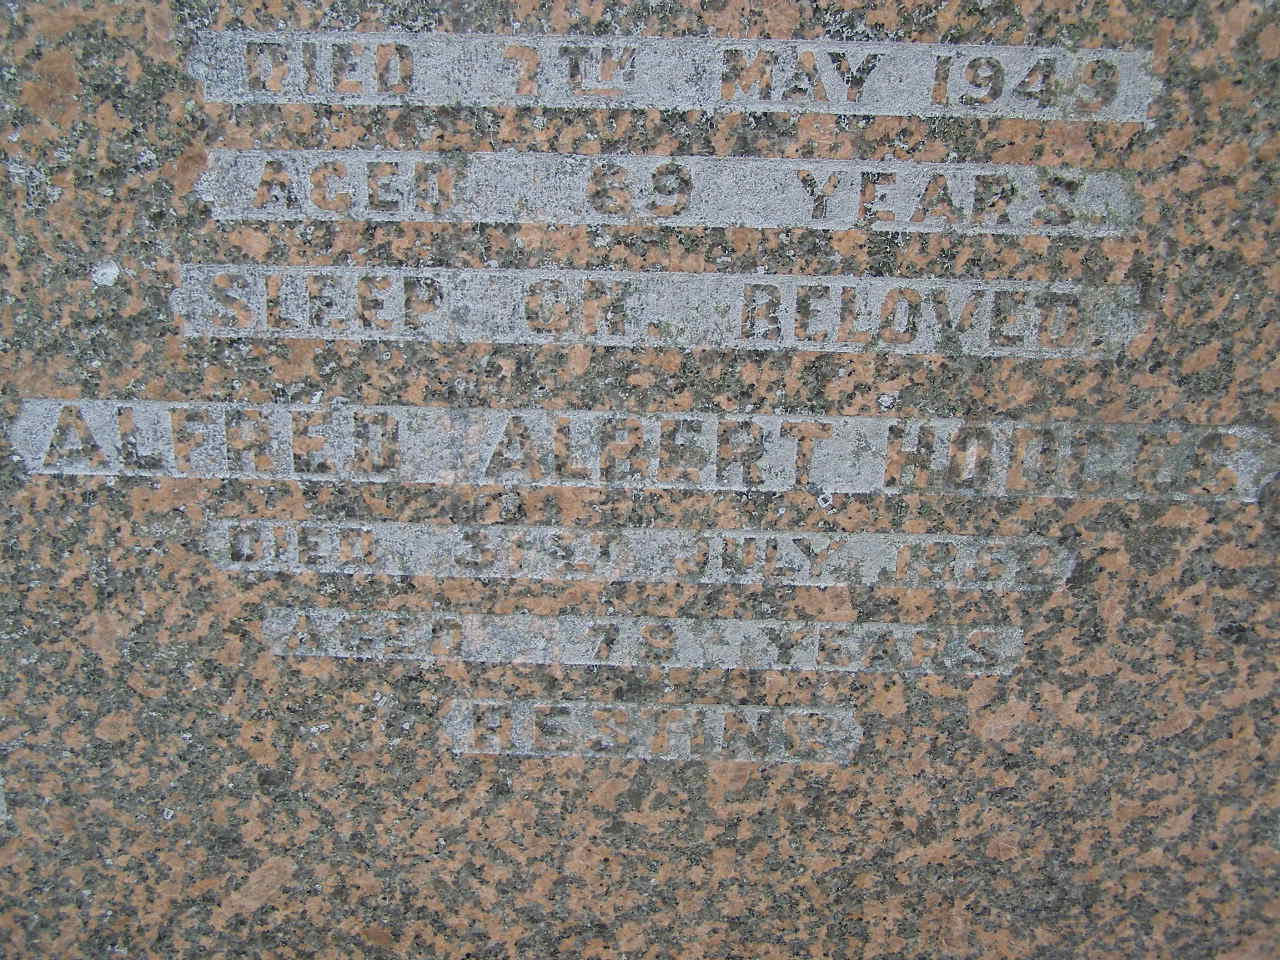 DIED 7TH MAY 1949
AGED 69 YEARS
SLEEP ON. BELOVED
ALFRED ALBERT
DIED 31ST JULY
AGED 79 YEARS
RESTING